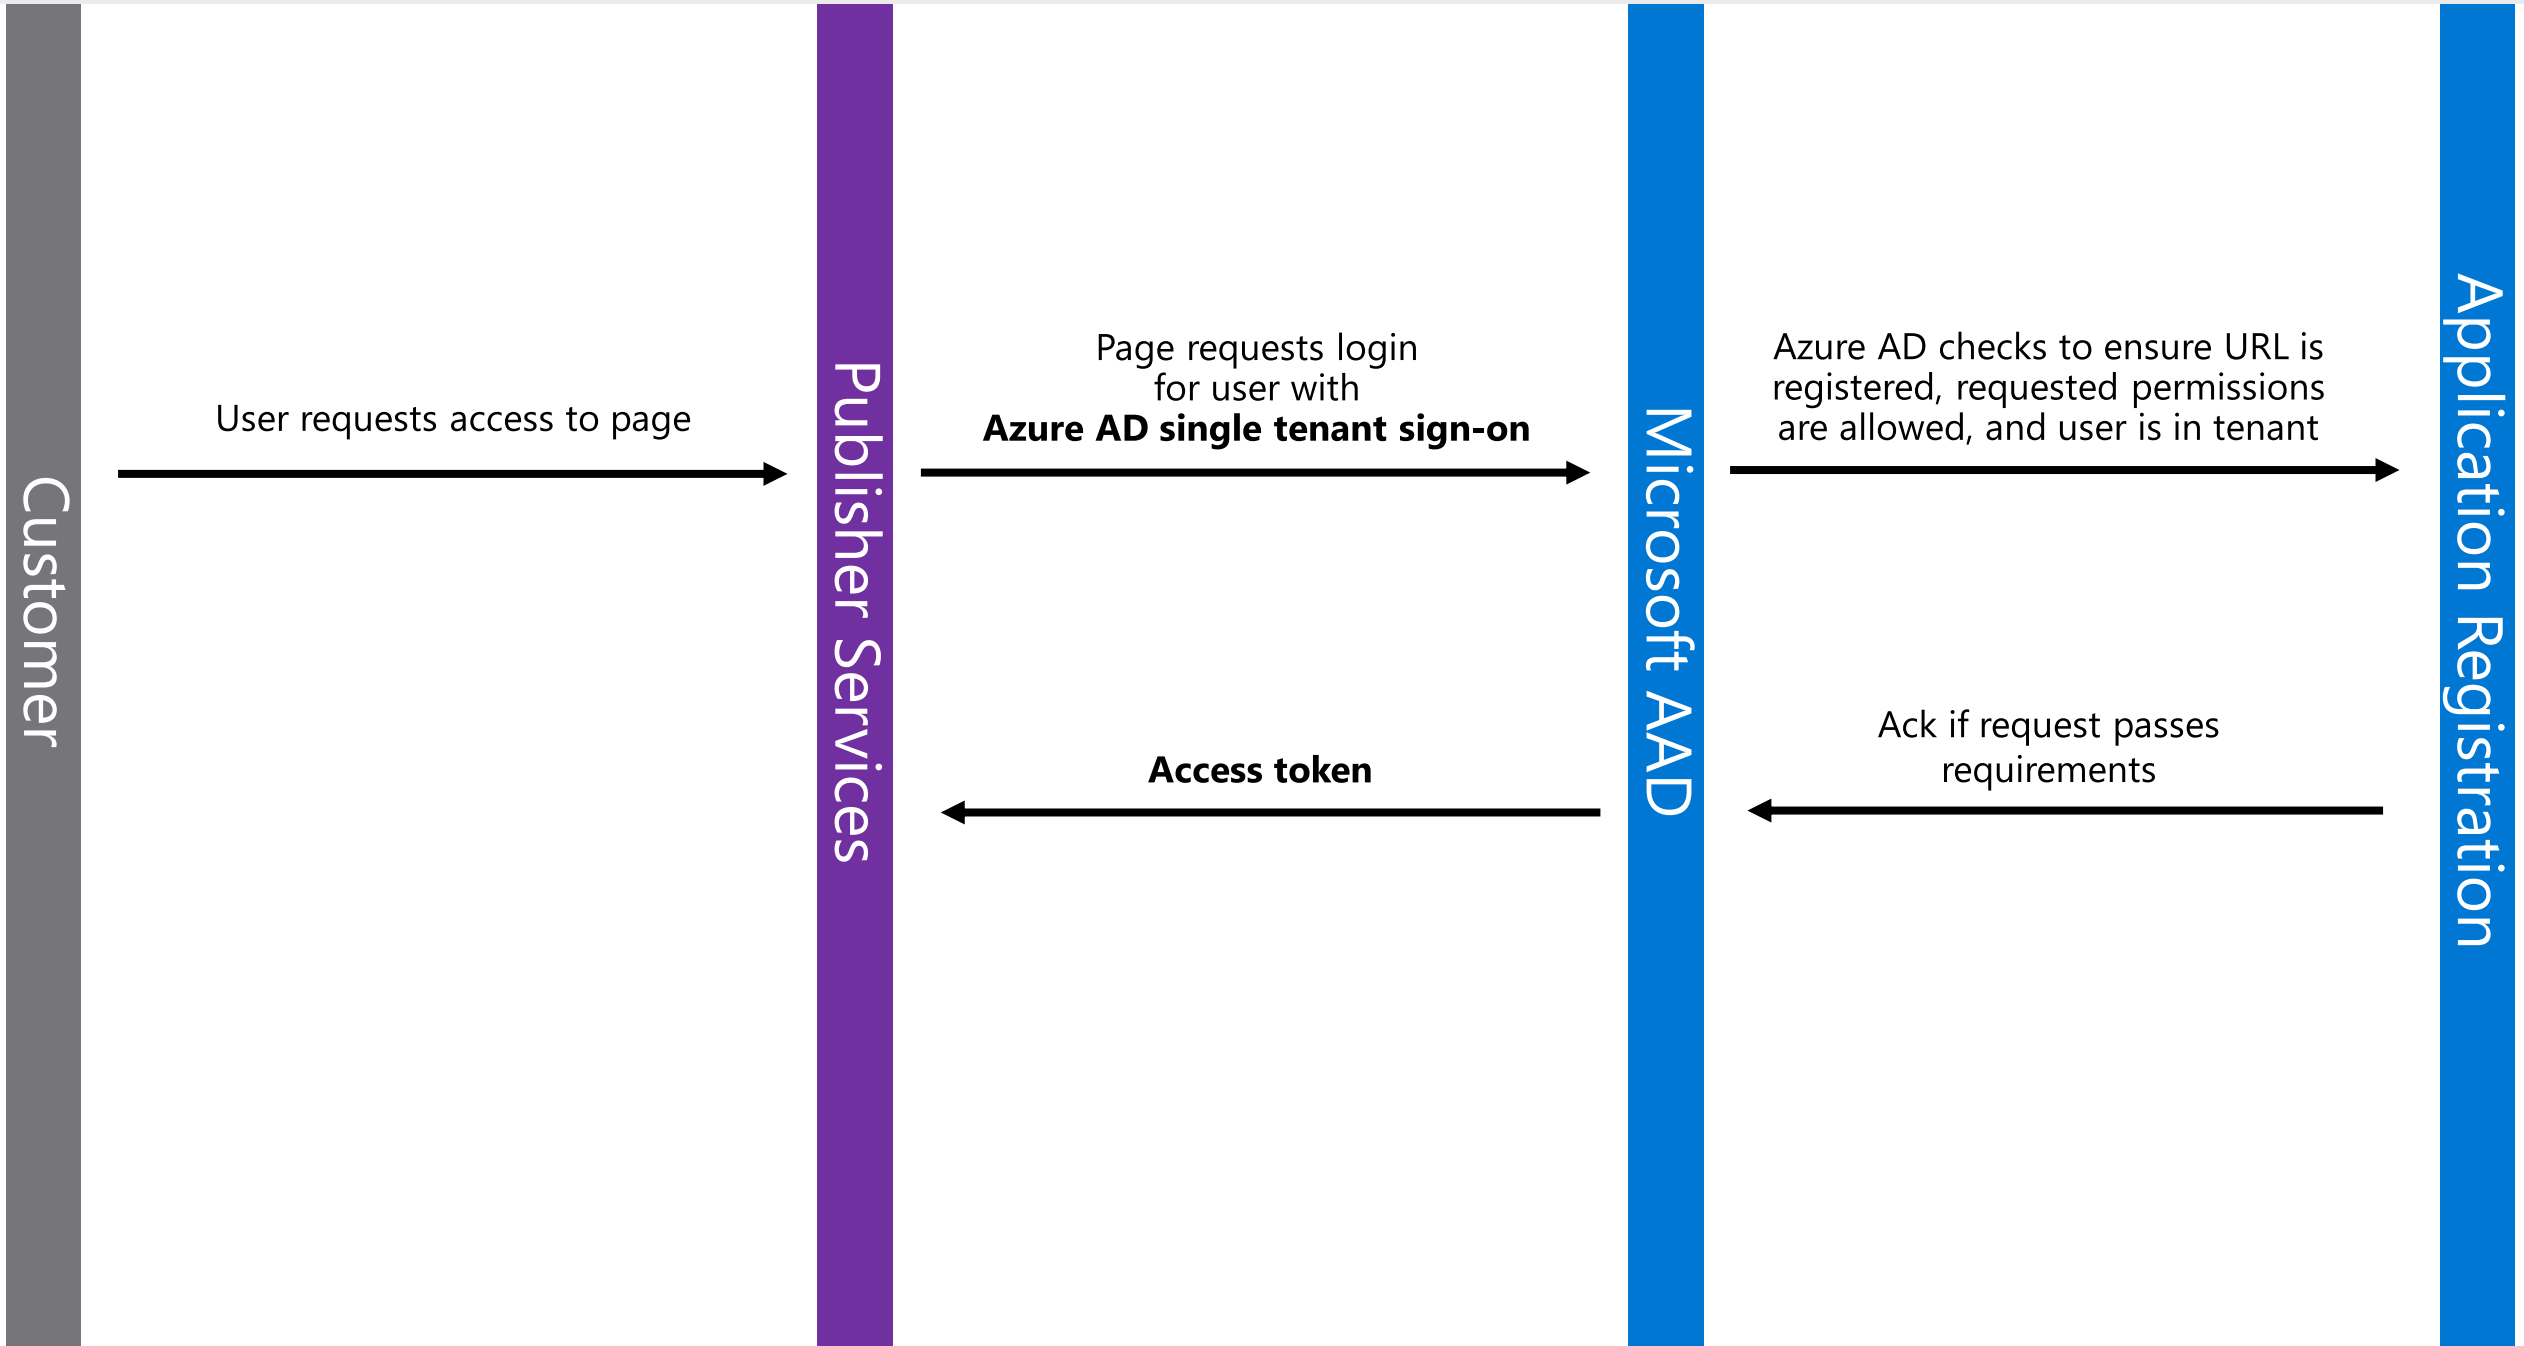 Customer
User requests access to page
Publisher Services
Page requests login
for user with
Azure AD single tenant sign-on
Access token
Microsoft AAD
Azure AD checks to ensure URL is
registered, requested permissions
are allowed, and user is in tenant
Ack if request passes
requirements
Application Registration